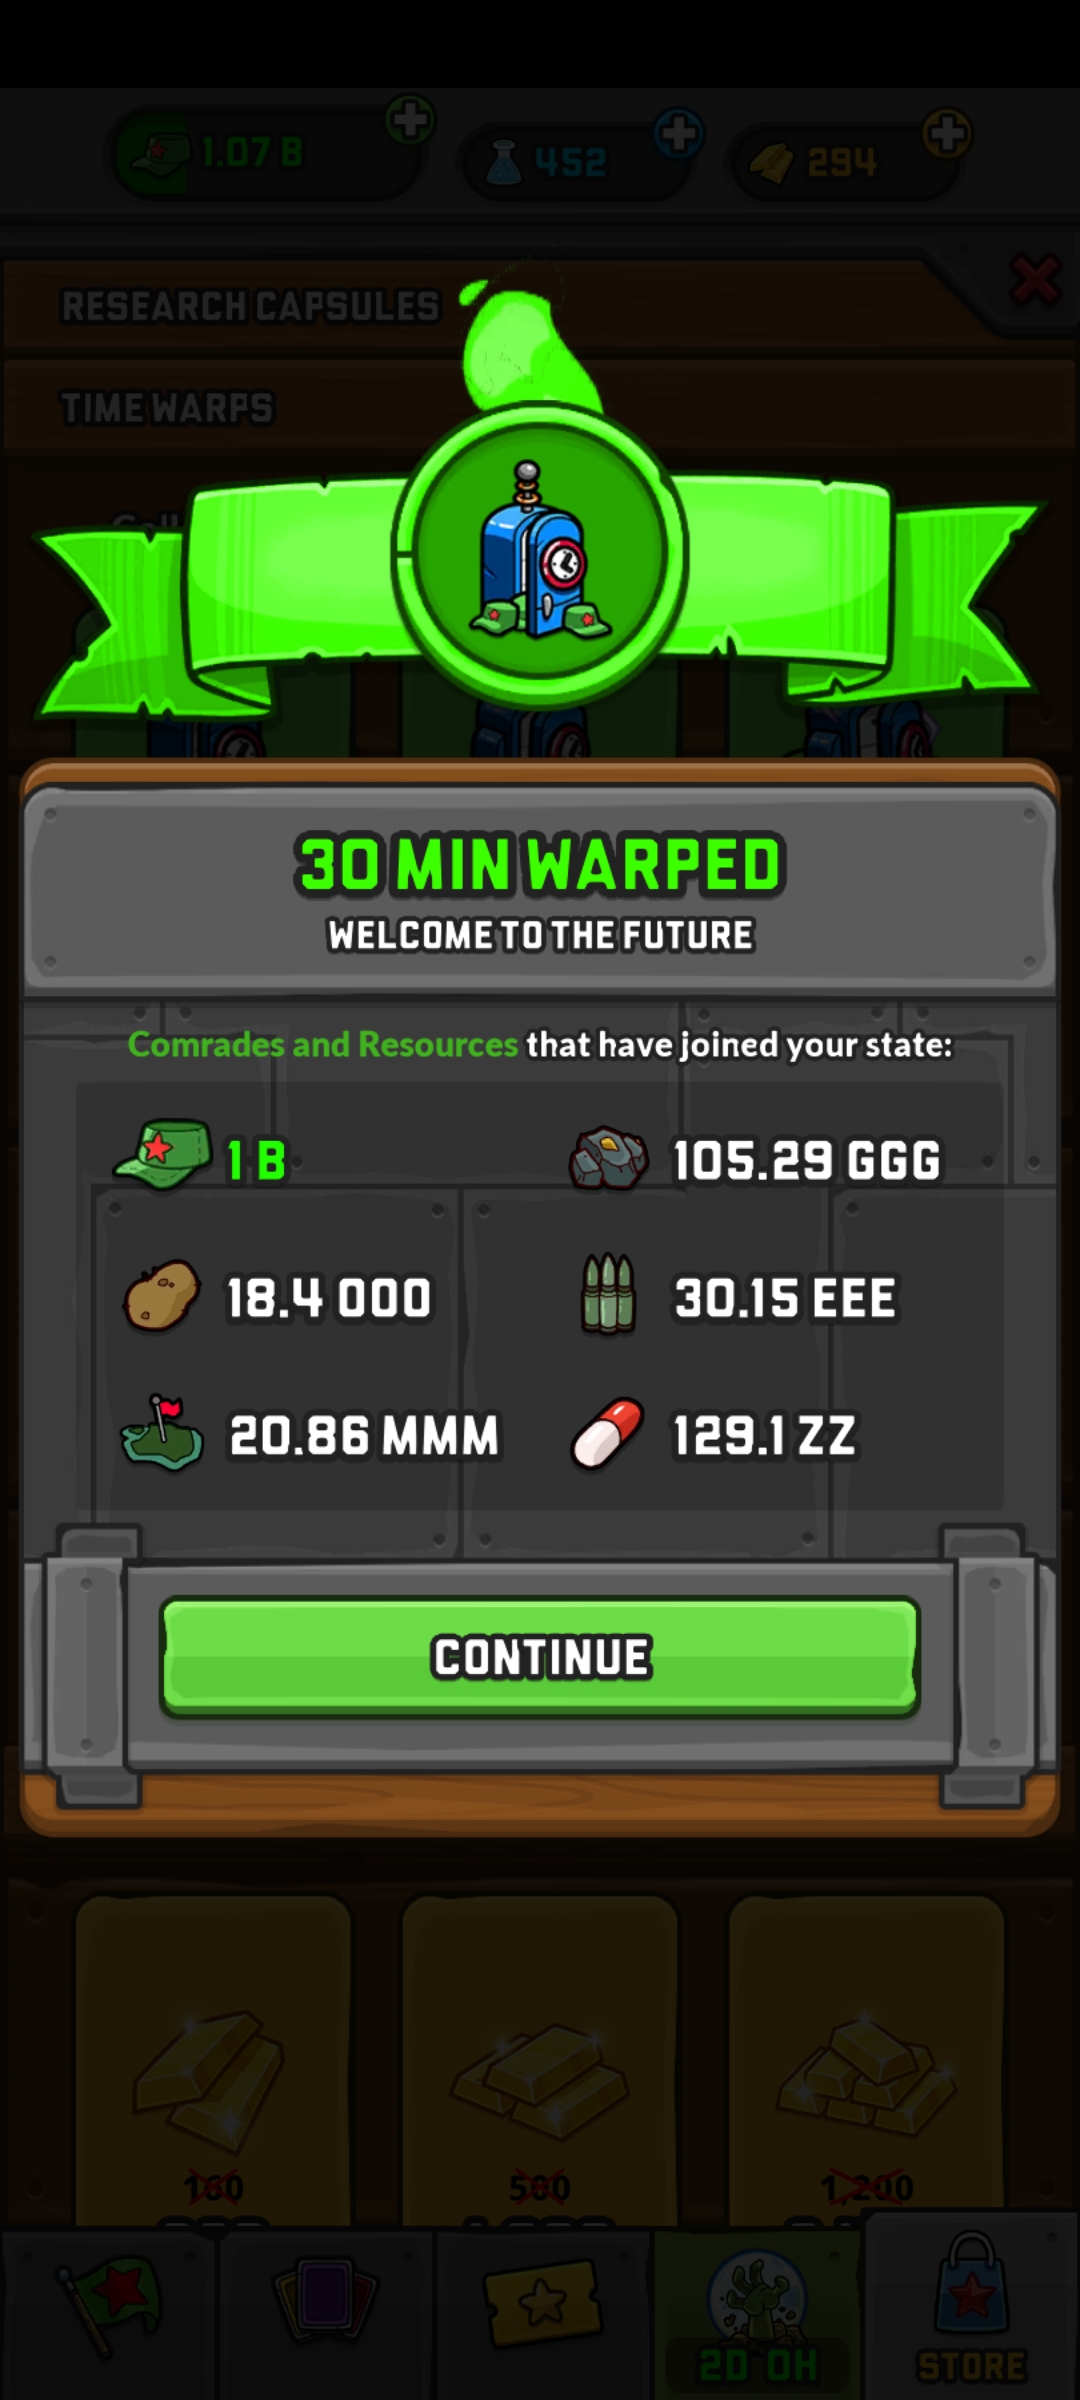 1.07 B
452
294
RESEARCH CAPSULES
TIME WARPS
30 MIN WARPED
WELCOME TO THE FUTURE
Comrades and Resources that have joined your state:
1 B
105.29 GGG
18.4 OOO
30.15 EEE
20.86 MMM
129.1 ZZ
CONTINUE
160
500
1,200
2D 0H
STORE